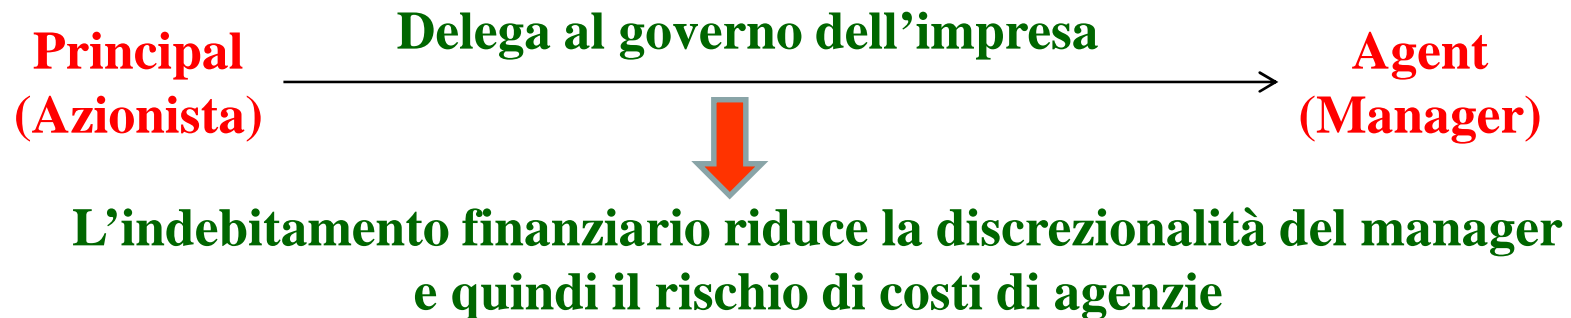 Principal
(Azionista)
Delega al governo dell’impresa
Agent
(Manager)
L’indebitamento finanziario riduce la discrezionalità del manager
e quindi il rischio di costi di agenzie